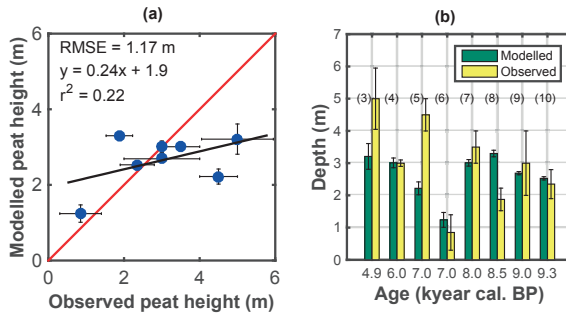 (a)
RMSE = 1.17 m
y = 0.24x + 1.9
r² = 0.22
Modelled peat height (m)
6
4
2
0
0 2 4 6
Observed peat height (m)
(b)
Modelled
Observed
(3) (4) (5) (6) (7) (8) (9) (10)
Depth (m)
7
6
5
4
3
2
1
0
4.9 6.0 7.0 7.0 8.0 8.5 9.0 9.3
Age (kyear cal. BP)